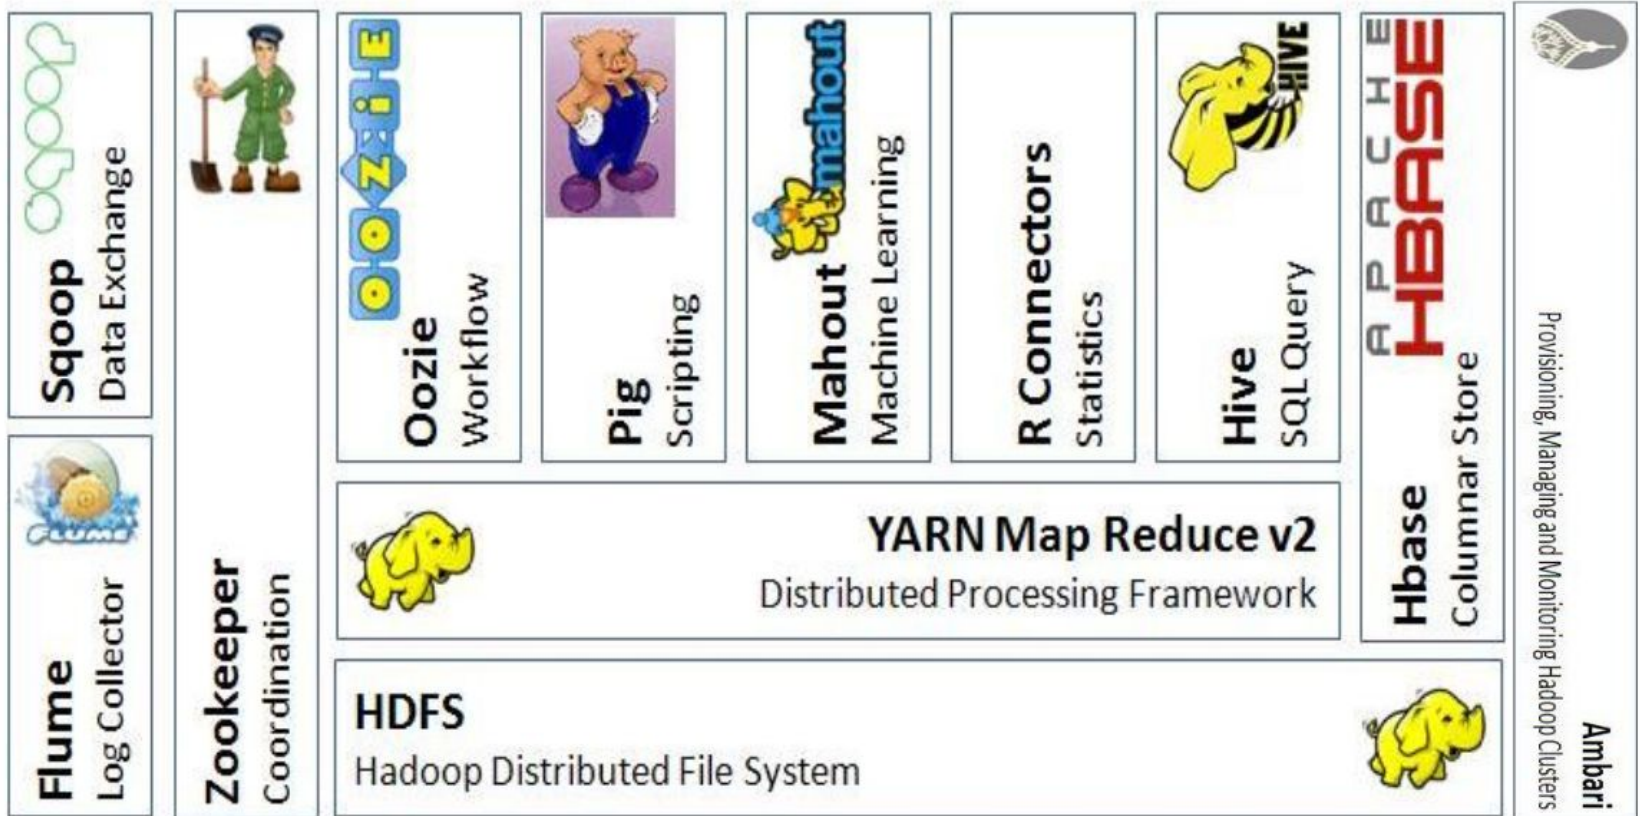 Sqoop
Sqoop
Data Exchange
FLUME
Flume
Log Collector
Zookeeper
Coordination
OOZIE
Oozie
Workflow
Pig
Scripting
mahout
Mahout
Machine Learning
R Connectors
Statistics
HIVE
Hive
SQL Query
APACHE
HBASE
Hbase
Columnar Store
YARN Map Reduce v2
Distributed Processing Framework
HDFS
Hadoop Distributed File System
Ambari
Provisioning, Managing and Monitoring Hadoop Clusters